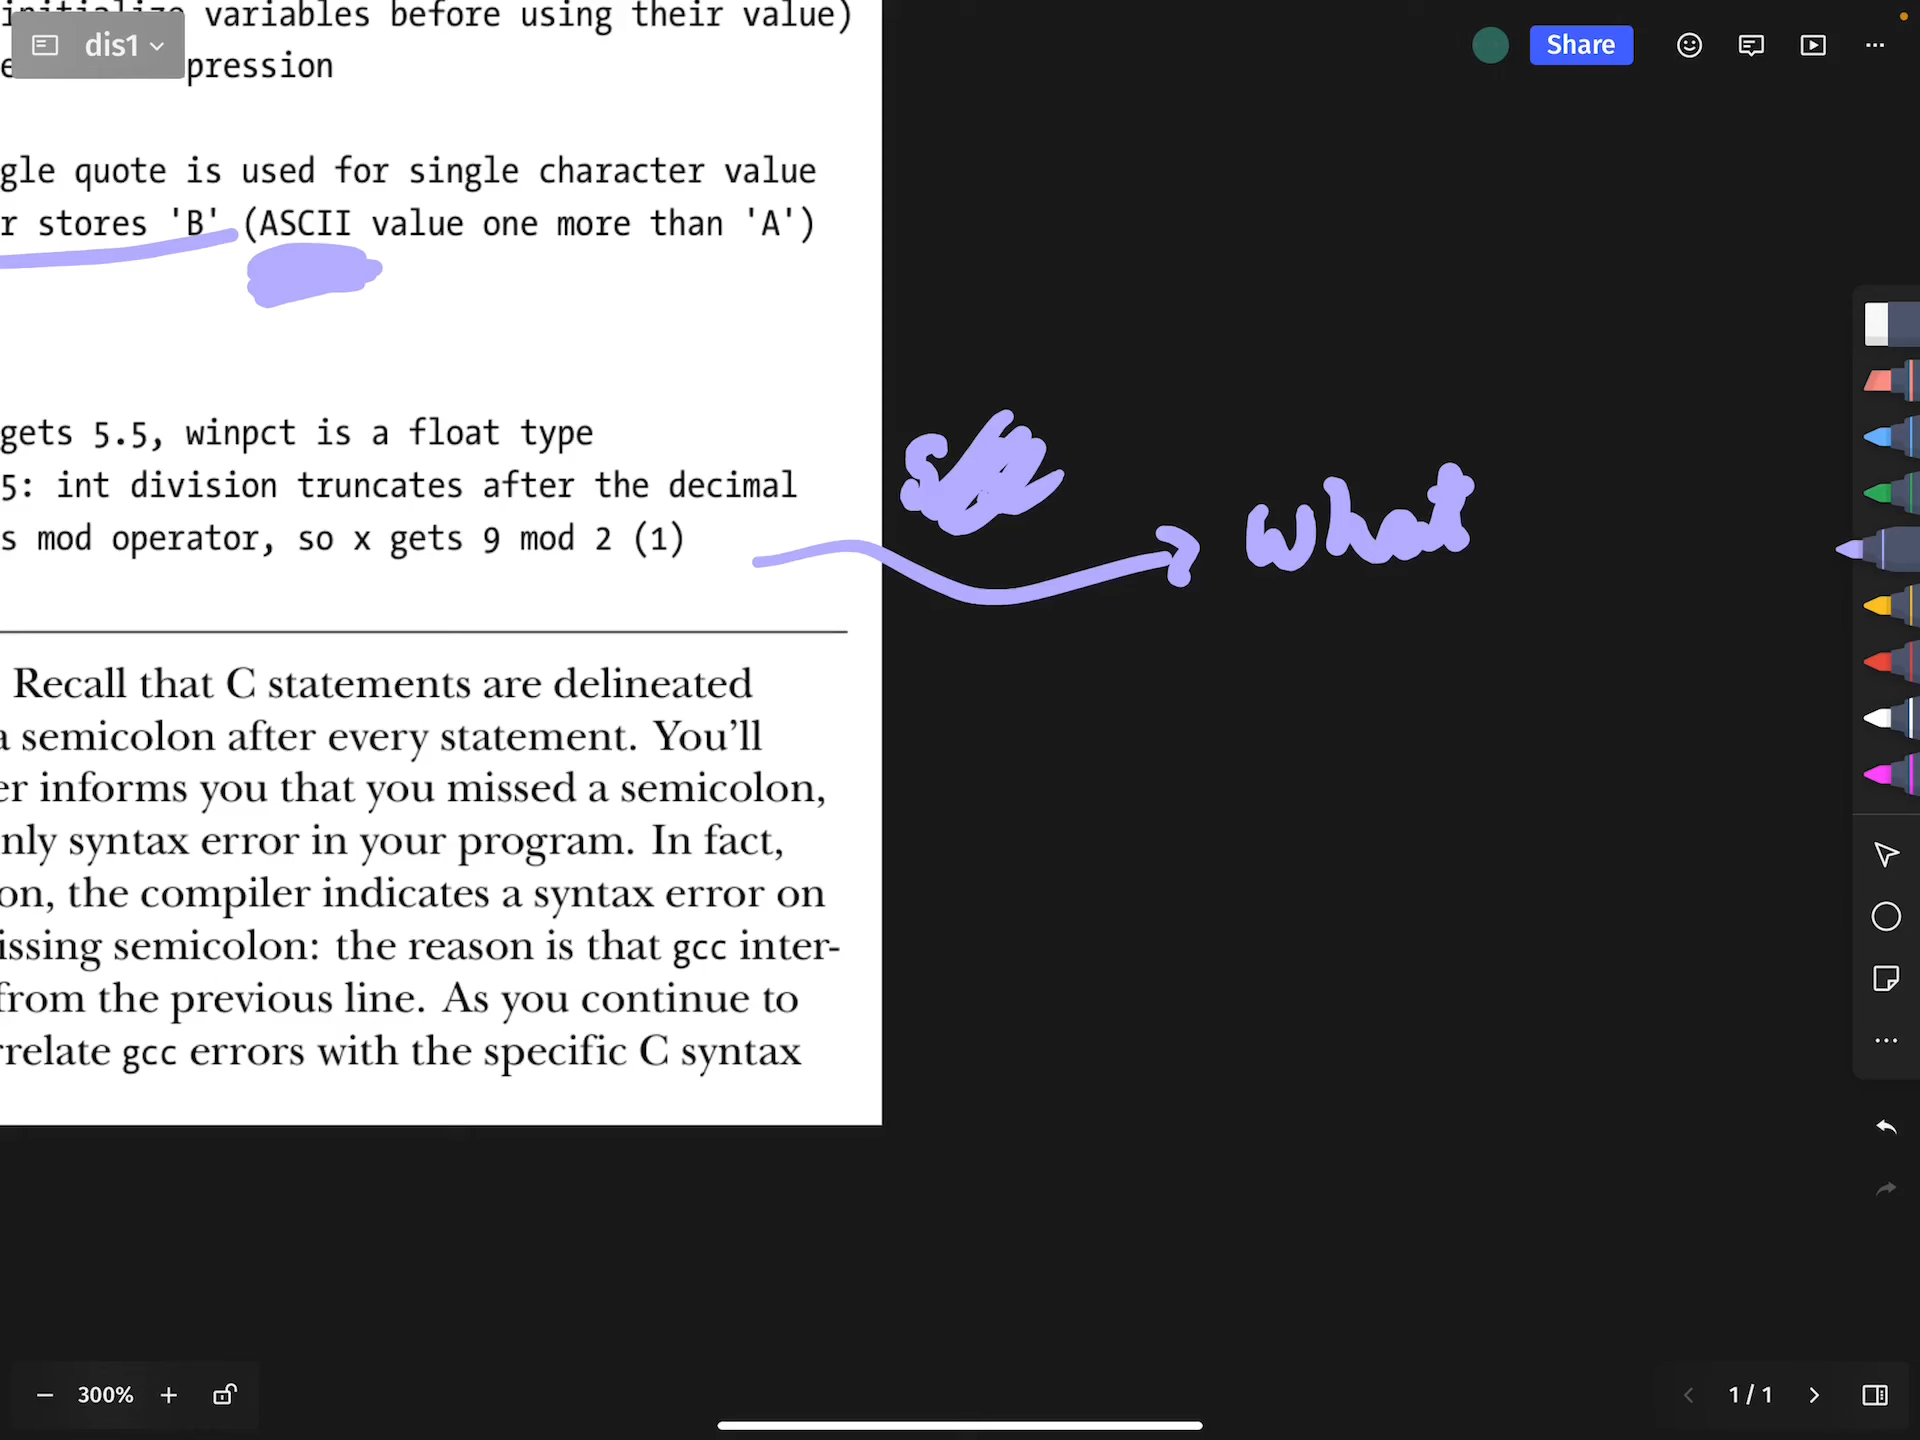 initialize variables before using their value)
dis1
pression
Share
gle quote is used for single character value
r stores 'B' (ASCII value one more than 'A')
gets 5.5, winpct is a float type
5: int division truncates after the decimal
s mod operator, so x gets 9 mod 2 (1)
what
Recall that C statements are delineated
a semicolon after every statement. You'll
er informs you that you missed a semicolon,
nly syntax error in your program. In fact,
on, the compiler indicates a syntax error on
issing semicolon: the reason is that gcc inter-
from the previous line. As you continue to
rrelate gcc errors with the specific C syntax
300%
1 / 1